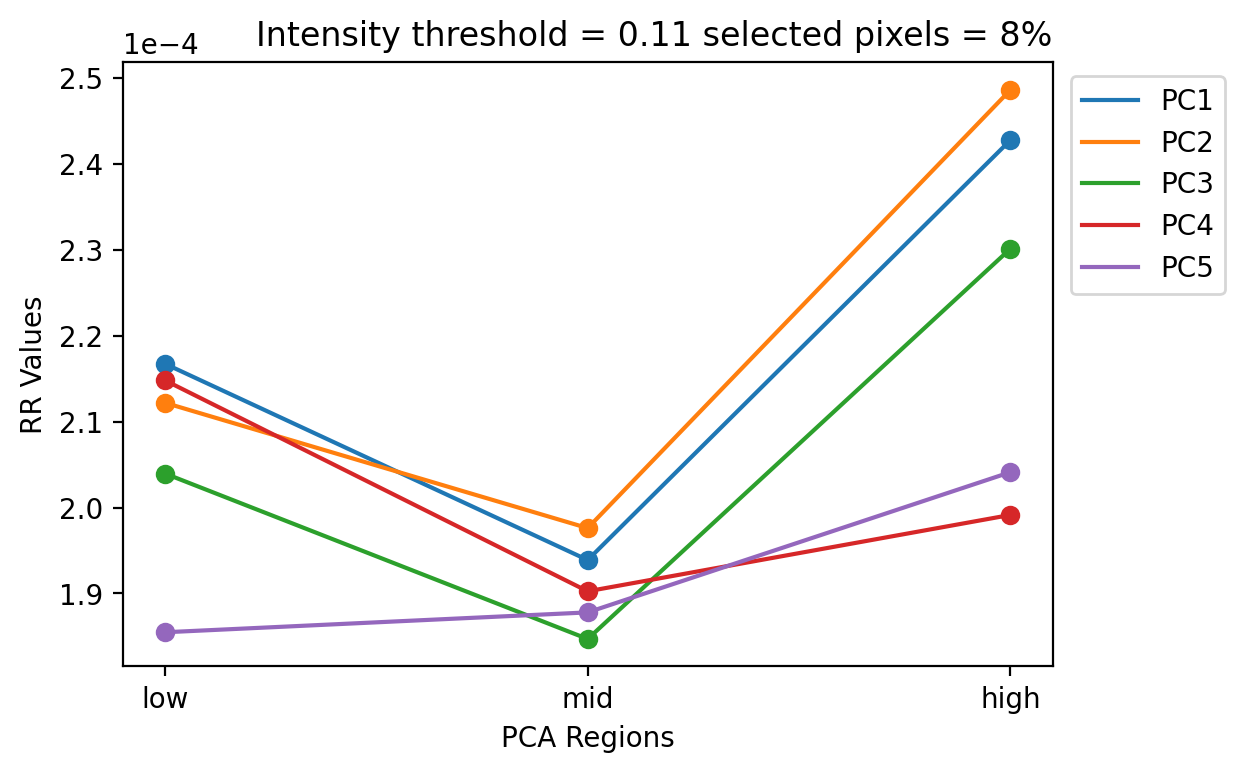 Intensity threshold = 0.11 selected pixels = 8%
1e−4
2.5
2.4
2.3
2.2
2.1
2.0
1.9
RR Values
low
mid
high
PCA Regions
PC1
PC2
PC3
PC4
PC5